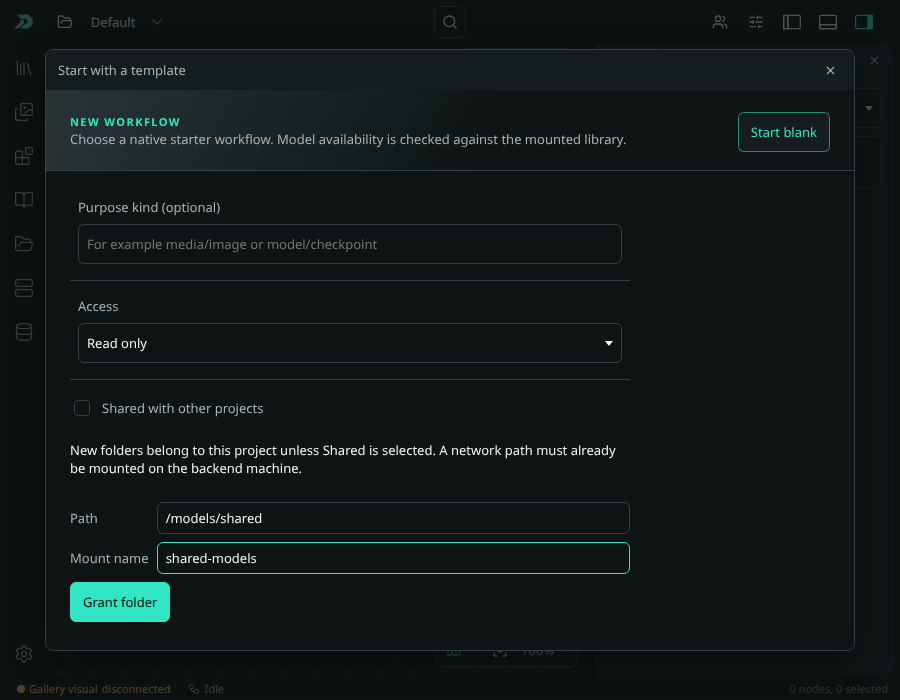 Default
Start with a template
NEW WORKFLOW
Choose a native starter workflow. Model availability is checked against the mounted library.
Start blank
Purpose kind (optional)
For example media/image or model/checkpoint
Access
Read only
Shared with other projects
New folders belong to this project unless Shared is selected. A network path must already
be mounted on the backend machine.
Path
/models/shared
Mount name
shared-models
Grant folder
100%
Gallery visual disconnected
Idle
0 nodes, 0 selected